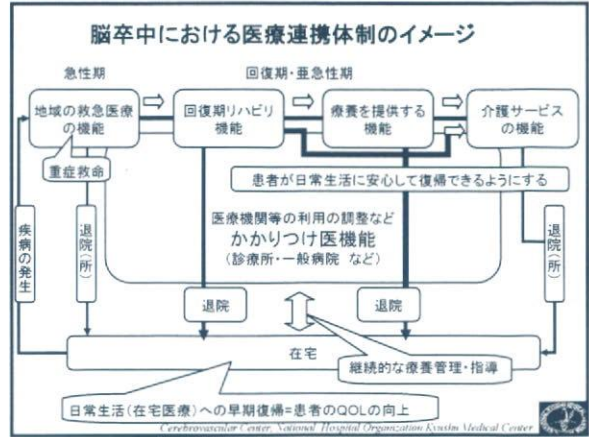 脳卒中における医療連携体制のイメージ
急性期
回復期・亜急性期
地域の救急医療
の機能
回復期リハビリ
機能
療養を提供する
機能
介護サービス
の機能
重症救命
患者が日常生活に安心して復帰できるようにする
疾病の発生
退院(所)
医療機関等の利用の調整など
かかりつけ医機能
(診療所・一般病院 など)
退院(所)
退院
退院
在宅
継続的な療養管理・指導
日常生活(在宅医療)への早期復帰=患者のQOLの向上
Cerebrovascular Center, National Hospital Organization Kyushu Medical Center